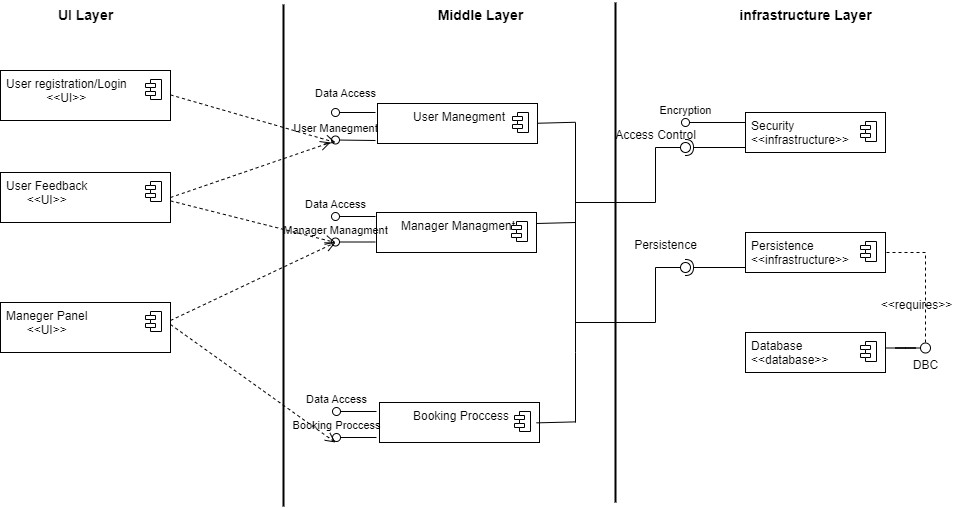 UI Layer
Middle Layer
infrastructure Layer
User registration/Login
<<UI>>
User Feedback
<<UI>>
Maneger Panel
<<UI>>
Data Access
User Manegment
User Manegment
Data Access
Manager Managment
Manager Managment
Data Access
Booking Proccess
Booking Proccess
Encryption
Access Control
Security
<<infrastructure>>
Persistence
Persistence
<<infrastructure>>
<<requires>>
Database
<<database>>
DBC